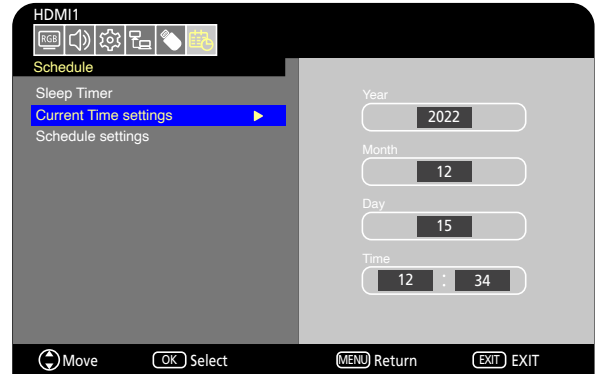 HDMI1
RGB
Schedule
Sleep Timer
Current Time settings
Schedule settings
Year
2022
Month
12
Day
15
Time
12 : 34
Move OK Select MENU Return EXIT EXIT